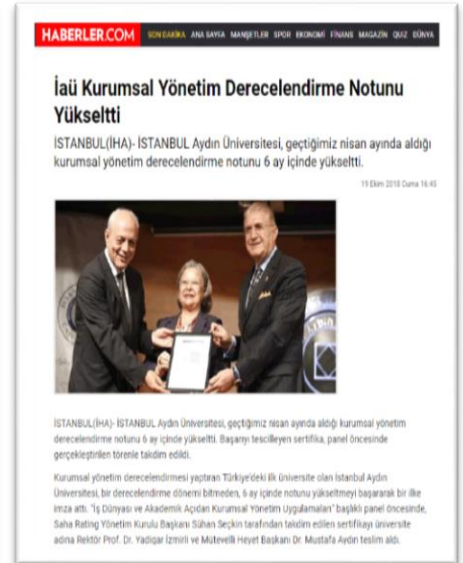 HABERLER.COM SON DAKİKA ANA SAYFA MANŞETLER SPOR EKONOMİ FİNANS MAGAZİN QUIZ DÜNYA
İaü Kurumsal Yönetim Derecelendirme Notunu
Yükseltti
İSTANBUL(İHA)- İSTANBUL Aydın Üniversitesi, geçtiğimiz nisan ayında aldığı
kurumsal yönetim derecelendirme notunu 6 ay içinde yükseltti.
19 Ekim 2018 Cuma 16:45
İSTANBUL(İHA)- İSTANBUL Aydın Üniversitesi, geçtiğimiz nisan ayında aldığı kurumsal yönetim
derecelendirme notunu 6 ay içinde yükseltti. Başarıyı tescilleyen sertifika, panel öncesinde
gerçekleştirilen törenle takdim edildi.
Kurumsal yönetim derecelendirmesi yaptıran Türkiye'deki ilk üniversite olan İstanbul Aydın
Üniversitesi, bir derecelendirme dönemi bitmeden, 6 ay içinde notunu yükseltmeyi başararak bir ilke
imza attı. "İş Dünyası ve Akademik Açıdan Kurumsal Yönetim Uygulamaları" başlıklı panel öncesinde,
Saha Rating Yönetim Kurulu Başkanı Sühan Seçkin tarafından takdim edilen sertifikayı üniversite
adına Rektör Prof. Dr. Yadigar İzmirli ve Mütevelli Heyet Başkanı Dr. Mustafa Aydın teslim aldı.